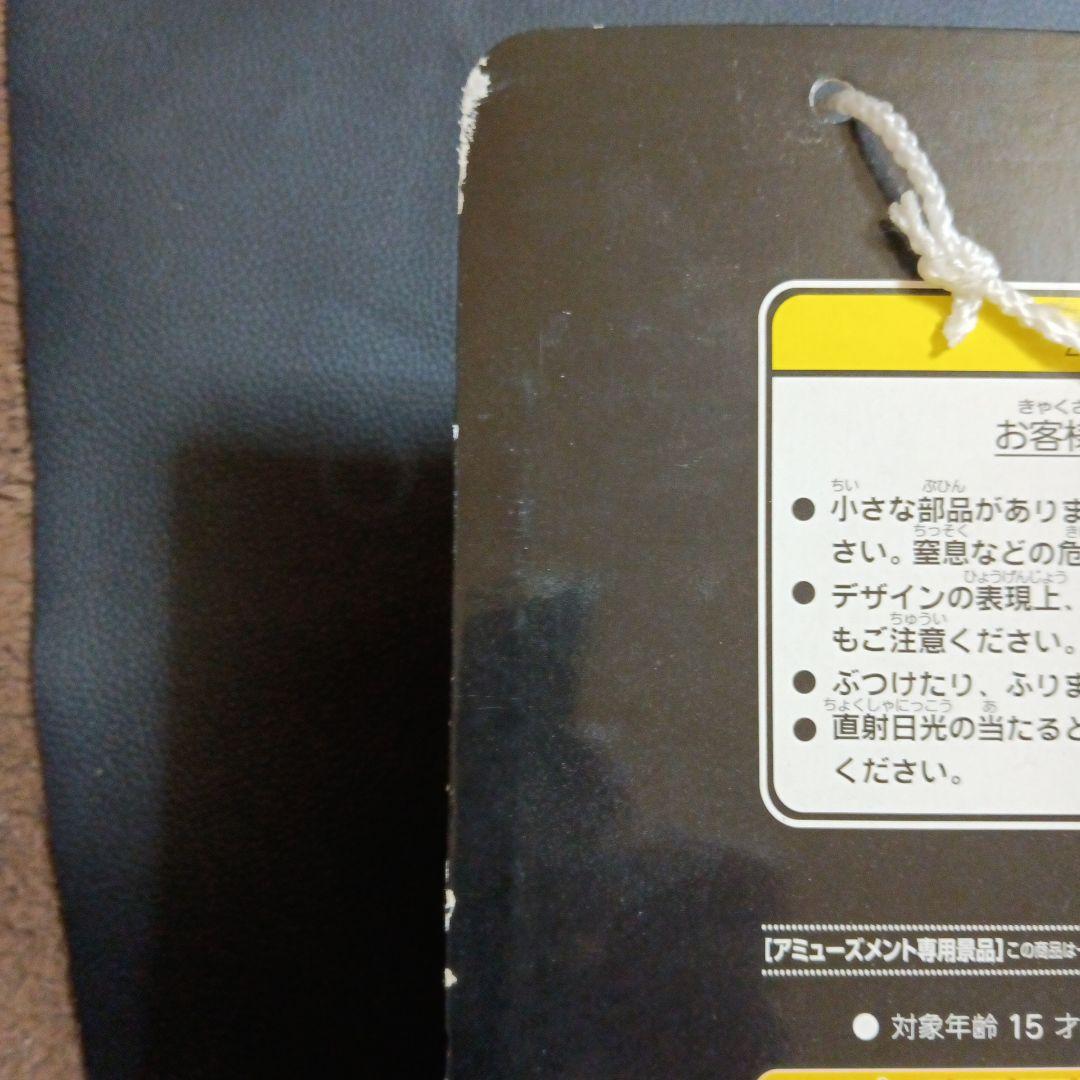 きゃくさ
お客様
ちい ぶひん
小さな部品がありま
ちっそく き
さい。窒息などの危
ひょうげんじょう
デザインの表現上、
ちゅうい
もご注意ください。
ぶつけたり、ふりま
ちょくしゃにっこう あ
直射日光の当たると
ください。
[アミューズメント専用景品]この商品は一
●対象年齢 15 才